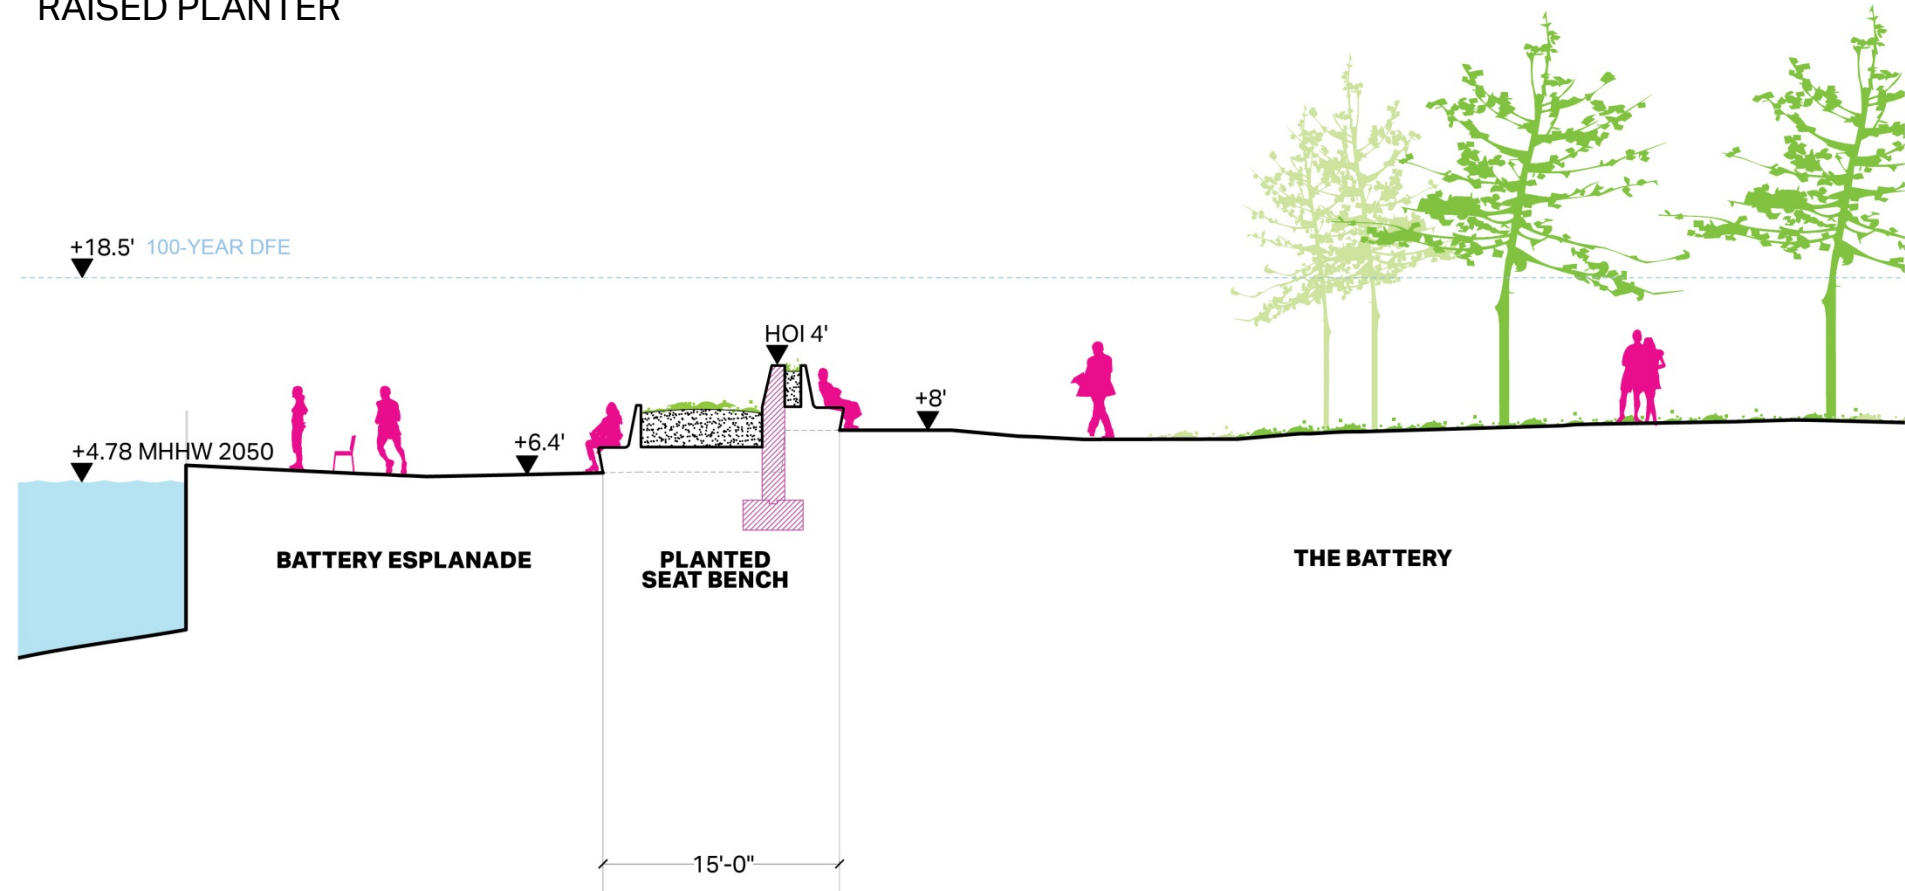 RAISED PLANTER
+18.5' 100-YEAR DFE
HOI 4'
+8'
+6.4'
+4.78 MHHW 2050
BATTERY ESPLANADE
PLANTED
SEAT BENCH
THE BATTERY
15'-0"